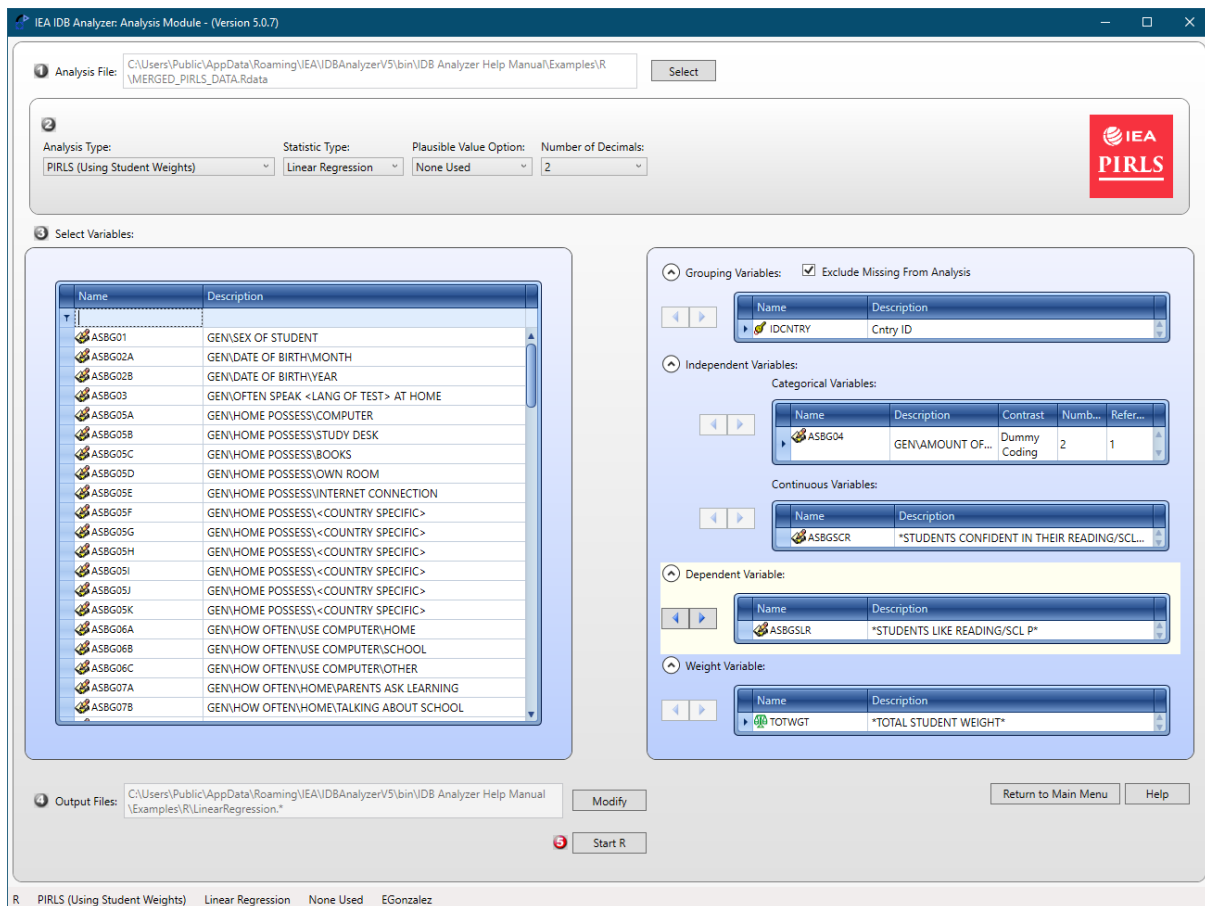 IEA IDB Analyzer: Analysis Module - (Version 5.0.7)
1 Analysis File:
C:\Users\Public\AppData\Roaming\IEA\IDBAnalyzerV5\bin\IDB Analyzer Help Manual\Examples\R
\MERGED_PIRLS_DATA.Rdata
Select
2
Analysis Type: Statistic Type: Plausible Value Option: Number of Decimals:
PIRLS (Using Student Weights) Linear Regression None Used 2
IEA
PIRLS
3 Select Variables:
Name Description
ASBG01 GEN\SEX OF STUDENT
ASBG02A GEN\DATE OF BIRTH\MONTH
ASBG02B GEN\DATE OF BIRTH\YEAR
ASBG03 GEN\OFTEN SPEAK <LANG OF TEST> AT HOME
ASBG05A GEN\HOME POSSESS\COMPUTER
ASBG05B GEN\HOME POSSESS\STUDY DESK
ASBG05C GEN\HOME POSSESS\BOOKS
ASBG05D GEN\HOME POSSESS\OWN ROOM
ASBG05E GEN\HOME POSSESS\INTERNET CONNECTION
ASBG05F GEN\HOME POSSESS\<COUNTRY SPECIFIC>
ASBG05G GEN\HOME POSSESS\<COUNTRY SPECIFIC>
ASBG05H GEN\HOME POSSESS\<COUNTRY SPECIFIC>
ASBG05I GEN\HOME POSSESS\<COUNTRY SPECIFIC>
ASBG05J GEN\HOME POSSESS\<COUNTRY SPECIFIC>
ASBG05K GEN\HOME POSSESS\<COUNTRY SPECIFIC>
ASBG06A GEN\HOW OFTEN\USE COMPUTER\HOME
ASBG06B GEN\HOW OFTEN\USE COMPUTER\SCHOOL
ASBG06C GEN\HOW OFTEN\USE COMPUTER\OTHER
ASBG07A GEN\HOW OFTEN\HOME\PARENTS ASK LEARNING
ASBG07B GEN\HOW OFTEN\HOME\TALKING ABOUT SCHOOL
Grouping Variables: Exclude Missing From Analysis
Name Description
IDCNTRY Cntry ID
Independent Variables:
Categorical Variables:
Name Description Contrast Numb... Refer...
ASBG04 GEN\AMOUNT OF... Dummy Coding 2 1
Continuous Variables:
Name Description
ASBGSCR *STUDENTS CONFIDENT IN THEIR READING/SCL...
Dependent Variable:
Name Description
ASBGSLR *STUDENTS LIKE READING/SCL P*
Weight Variable:
Name Description
TOTWGT *TOTAL STUDENT WEIGHT*
4 Output Files:
C:\Users\Public\AppData\Roaming\IEA\IDBAnalyzerV5\bin\IDB Analyzer Help Manual
\Examples\R\LinearRegression.*
Modify
Return to Main Menu Help
5 Start R
R PIRLS (Using Student Weights) Linear Regression None Used EGonzalez